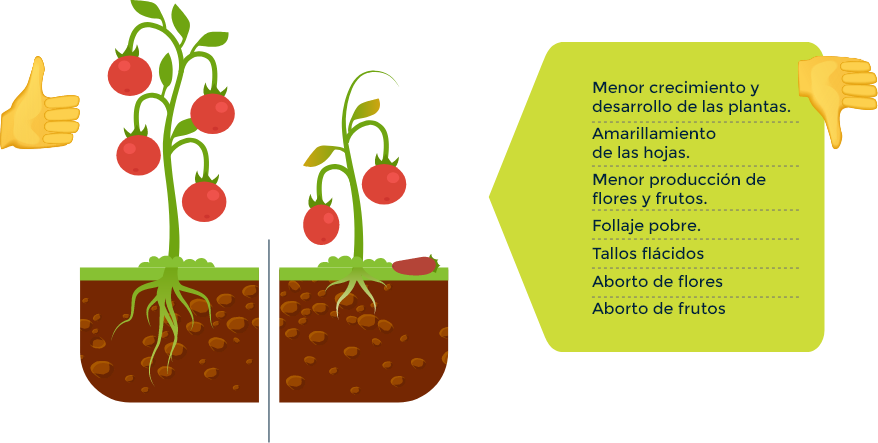 Menor crecimiento y
desarrollo de las plantas.
Amarillamiento
de las hojas.
Menor producción de
flores y frutos.
Follaje pobre.
Tallos flácidos
Aborto de flores
Aborto de frutos